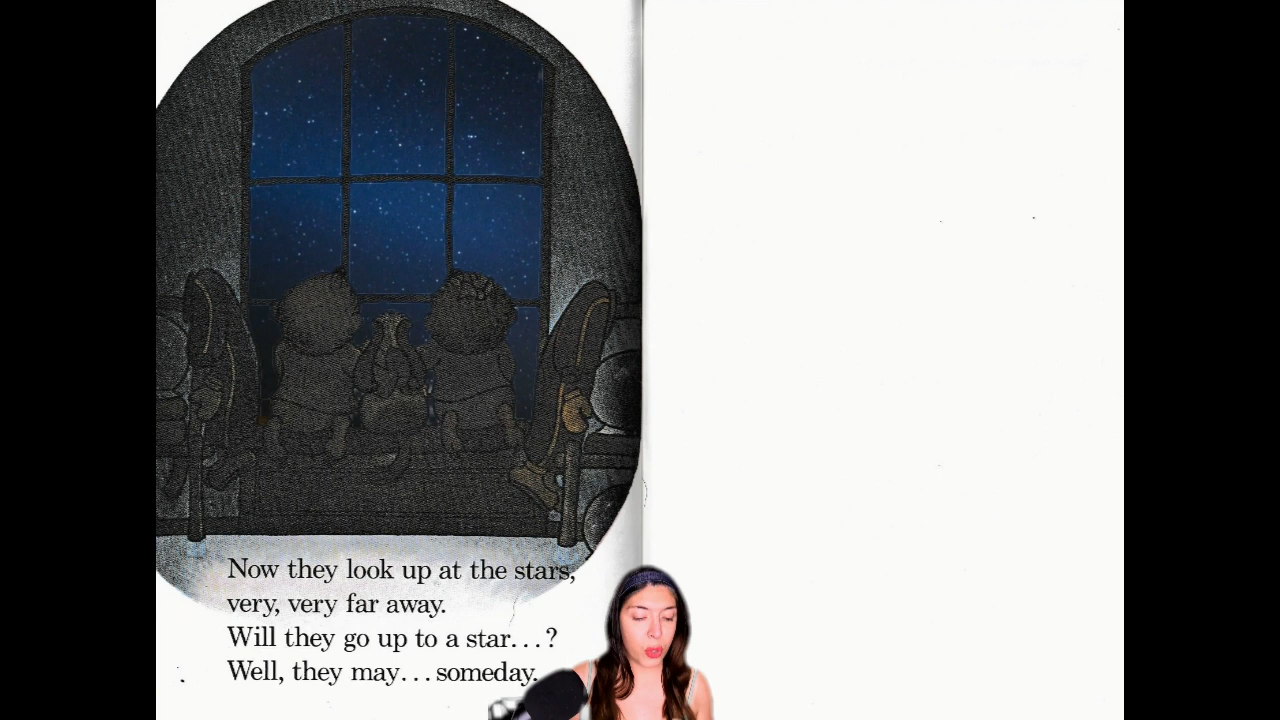 Now they look up at the stars,
very, very far away.
Will they go up to a star...?
Well, they may...someday.